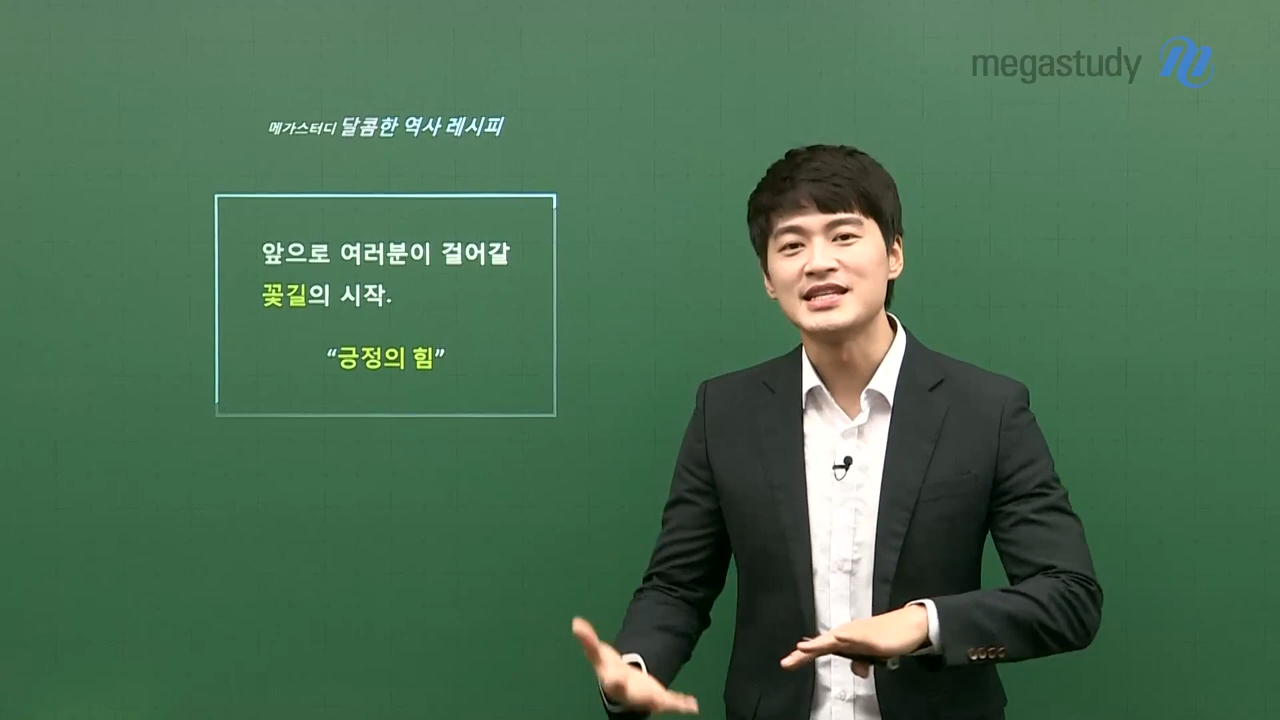 megastudy
메가스터디 달콤한 역사 레시피
앞으로 여러분이 걸어갈
꽃길의 시작.
“긍정의 힘”